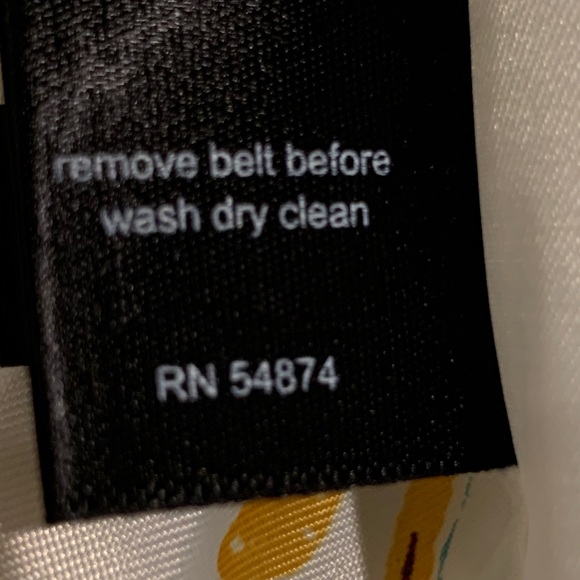 remove belt before
wash dry clean
RN 54874